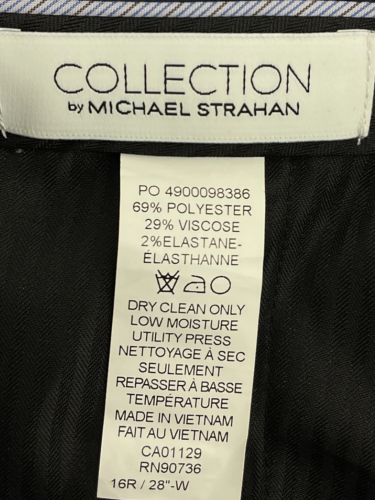 COLLECTION
by MICHAEL STRAHAN
PO 4900098386
69% POLYESTER
29% VISCOSE
2%ELASTANE-
ÉLASTHANNE
DRY CLEAN ONLY
LOW MOISTURE
UTILITY PRESS
NETTOYAGE À SEC
SEULEMENT
REPASSER À BASSE
TEMPÉRATURE
MADE IN VIETNAM
FAIT AU VIETNAM
CA01129
RN90736
16R / 28"-W